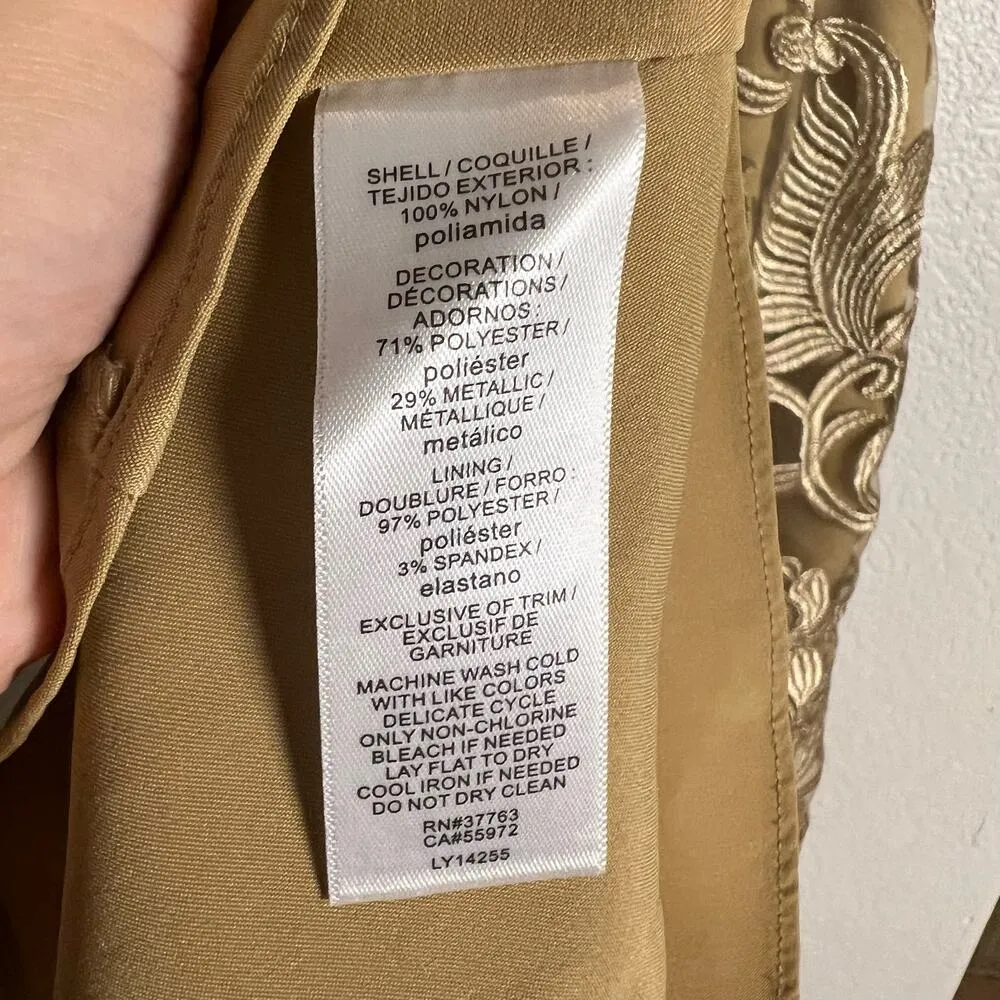 SHELL / COQUILLE /
TEJIDO EXTERIOR :
100% NYLON /
poliamida
DECORATION /
DÉCORATIONS /
ADORNOS :
71% POLYESTER /
poliéster
29% METALLIC /
MÉTALLIQUE /
metálico
LINING /
DOUBLURE / FORRO :
97% POLYESTER /
poliéster
3% SPANDEX /
elastano
EXCLUSIVE OF TRIM /
EXCLUSIF DE
GARNITURE
MACHINE WASH COLD
WITH LIKE COLORS
DELICATE CYCLE
ONLY NON-CHLORINE
BLEACH IF NEEDED
LAY FLAT TO DRY
COOL IRON IF NEEDED
DO NOT DRY CLEAN
RN#37763
CA#55972
LY14255